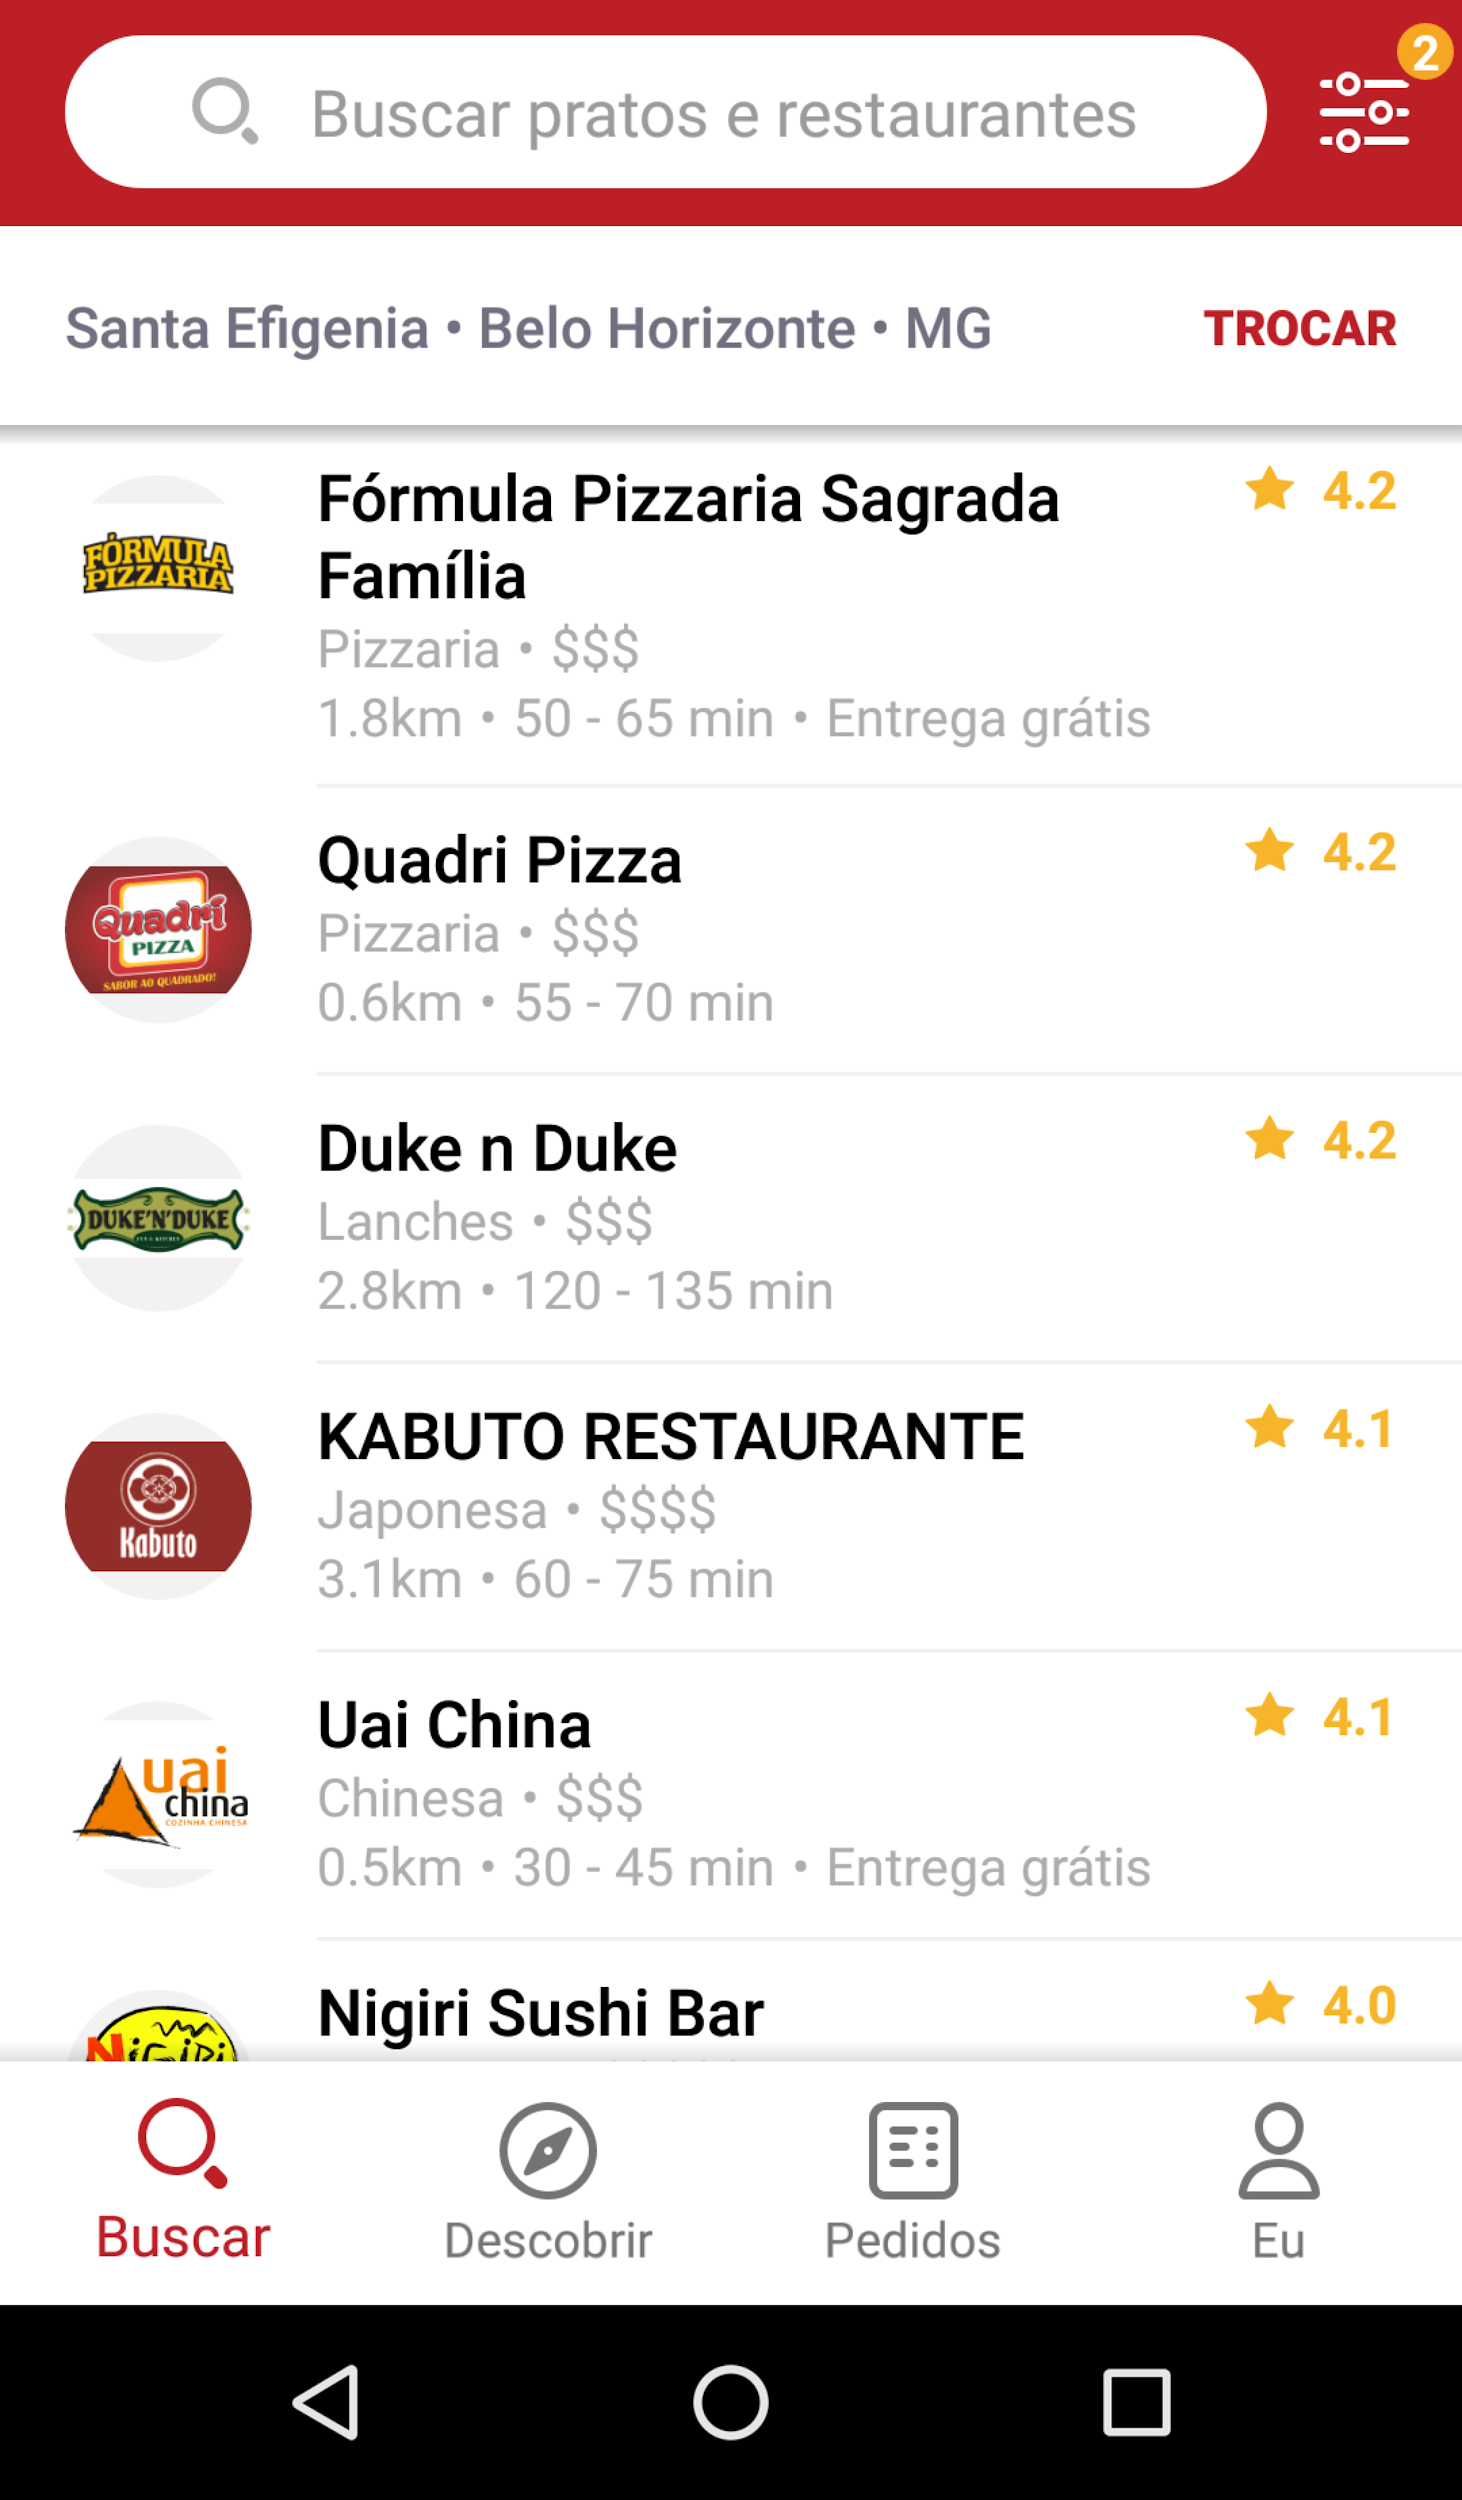 Buscar pratos e restaurantes
2
Santa Efigenia • Belo Horizonte • MG
TROCAR
FÓRMULA
PIZZARIA
Fórmula Pizzaria Sagrada
Família
4.2
Pizzaria • $$$
1.8km • 50 - 65 min • Entrega grátis
Quadri
PIZZA
SABOR AO QUADRADO!
Quadri Pizza
4.2
Pizzaria • $$$
0.6km • 55 - 70 min
DUKE'N'DUKE
Duke n Duke
4.2
Lanches • $$$
2.8km • 120 - 135 min
Kabuto
KABUTO RESTAURANTE
4.1
Japonesa • $$$$
3.1km • 60 - 75 min
uai
china
COZINHA CHINESA
Uai China
4.1
Chinesa • $$$
0.5km • 30 - 45 min • Entrega grátis
NiGiRi
Nigiri Sushi Bar
4.0
Buscar
Descobrir
Pedidos
Eu